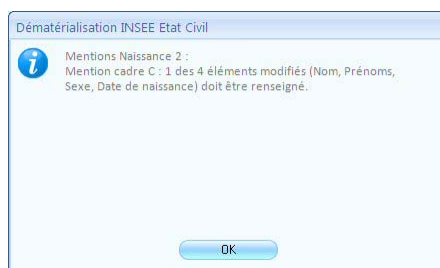 Dématérialisation INSEE Etat Civil
Mentions Naissance 2 :
Mention cadre C : 1 des 4 éléments modifiés (Nom, Prénoms,
Sexe, Date de naissance) doit être renseigné.
OK